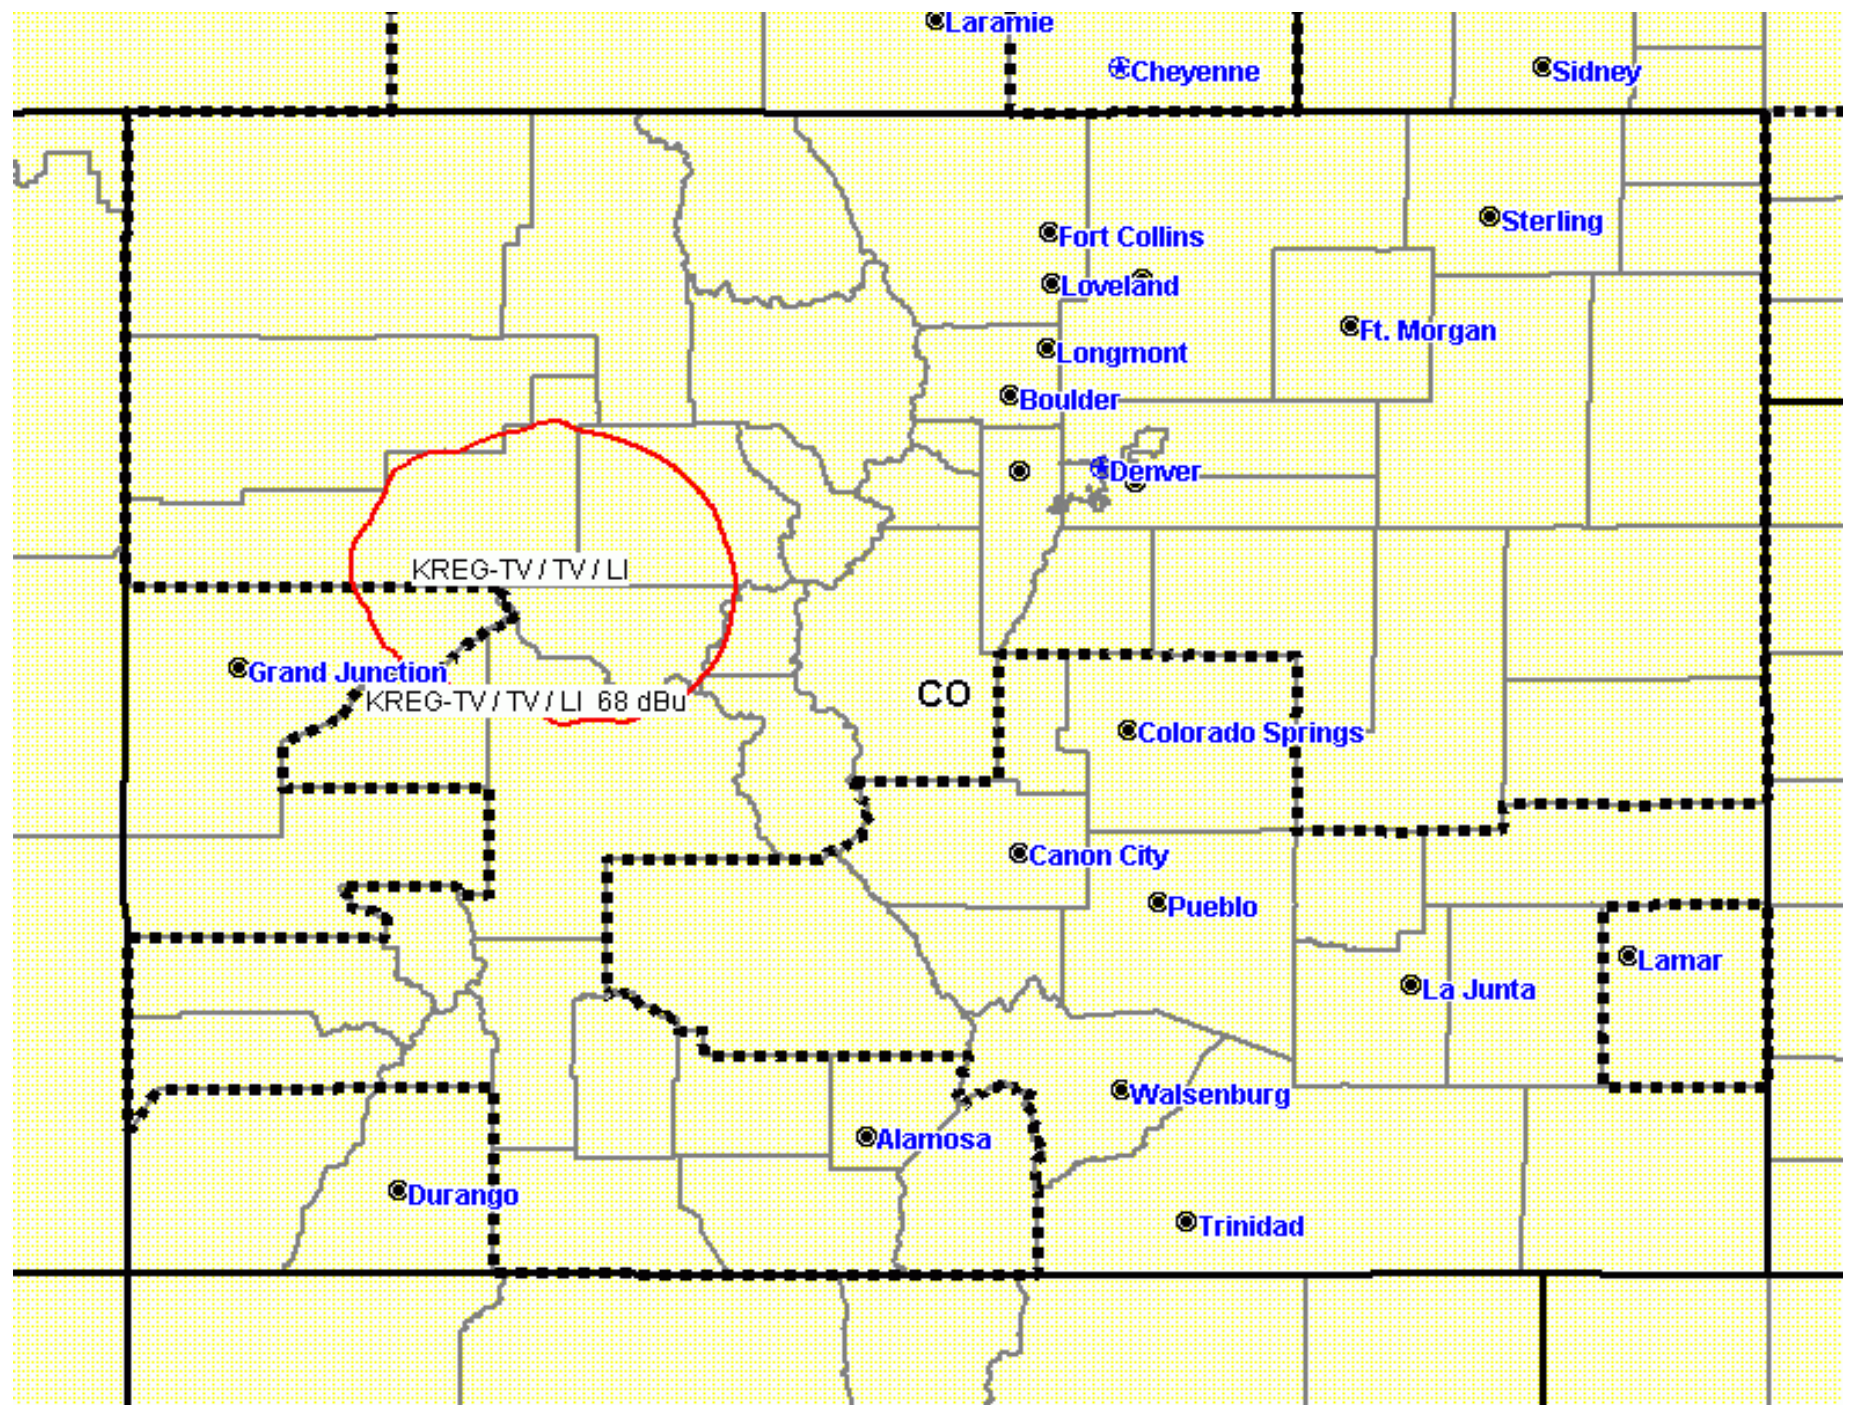 Laramie
Cheyenne
Sidney
Sterling
Fort Collins
Loveland
Ft. Morgan
Longmont
Boulder
Denver
KREG-TV / TV / LI
Grand Junction
KREG-TV / TV / LI 68 dBu
CO
Colorado Springs
Canon City
Pueblo
Lamar
La Junta
Walsenburg
Alamosa
Durango
Trinidad